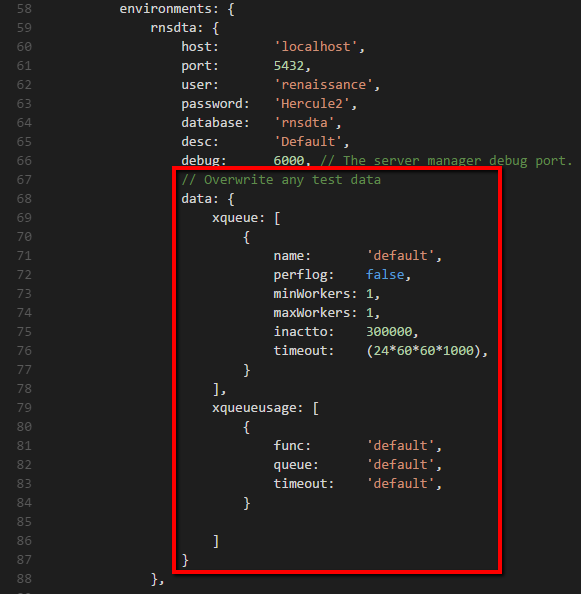 58 environments: {
59 rnsdta: {
60 host: 'localhost',
61 port: 5432,
62 user: 'renaissance',
63 password: 'Hercule2',
64 database: 'rnsdta',
65 desc: 'Default',
66 debug: 6000, // The server manager debug port.
67 // Overwrite any test data
68 data: {
69 xqueue: [
70 {
71 name: 'default',
72 perflog: false,
73 minWorkers: 1,
74 maxWorkers: 1,
75 inactto: 300000,
76 timeout: (24*60*60*1000),
77 }
78 ],
79 xqueueusage: [
80 {
81 func: 'default',
82 queue: 'default',
83 timeout: 'default',
84 }
85
86 ]
87 }
88 },